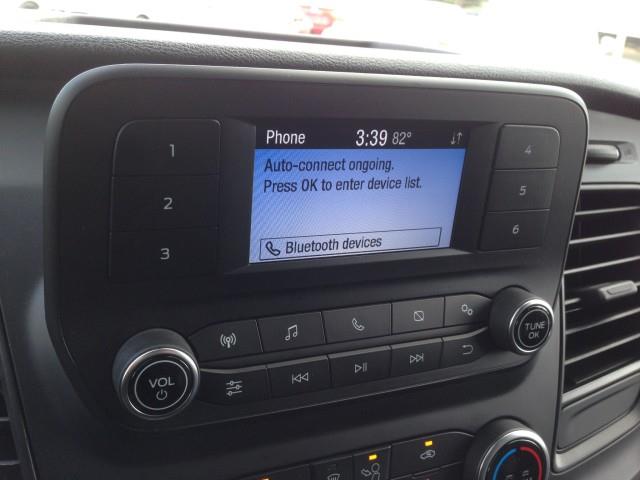 Phone 3:39 82°
Auto-connect ongoing.
Press OK to enter device list.
Bluetooth devices
1
2
3
4
5
6
VOL
TUNE
OK